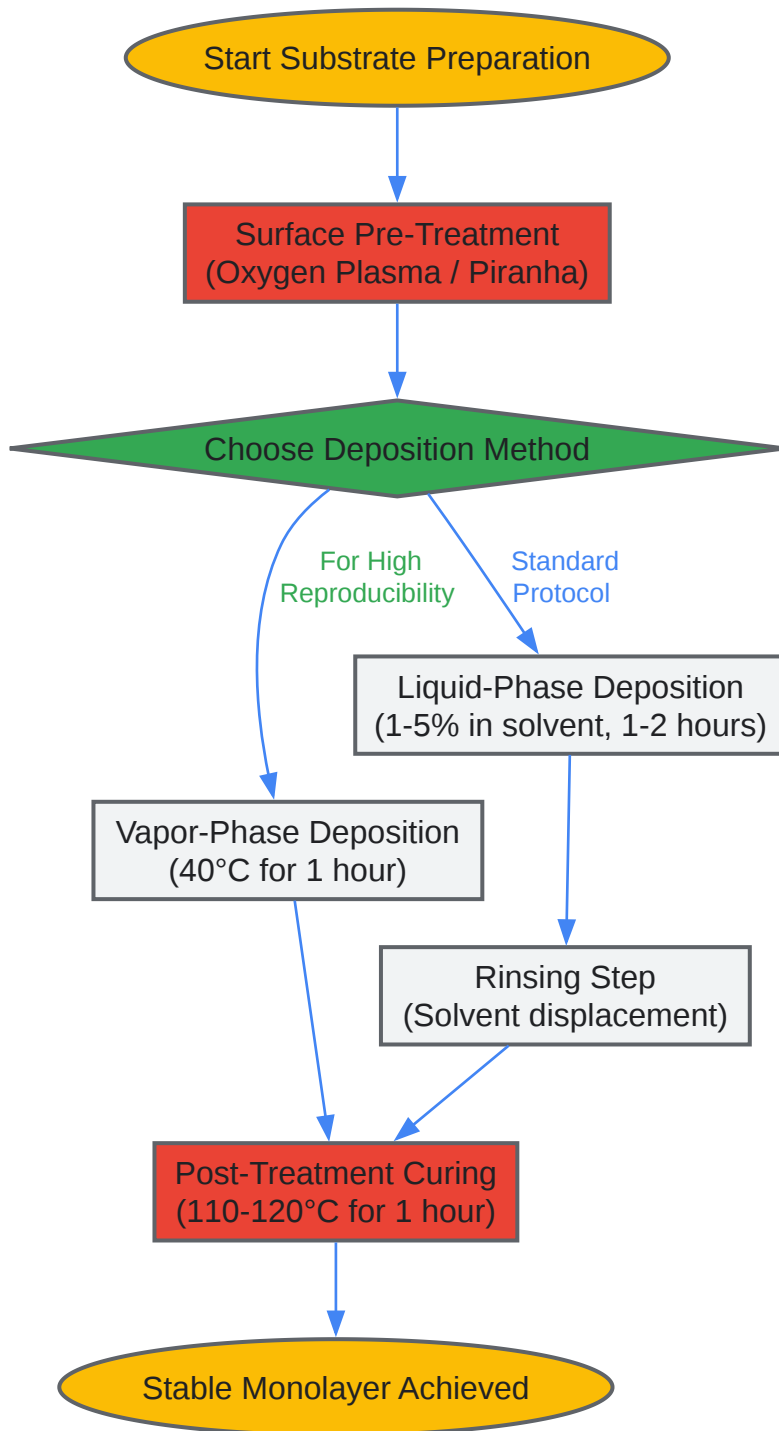 Start Substrate Preparation
Surface Pre-Treatment
(Oxygen Plasma / Piranha)
Choose Deposition Method
For High
Reproducibility
Standard
Protocol
Liquid-Phase Deposition
(1-5% in solvent, 1-2 hours)
Vapor-Phase Deposition
(40°C for 1 hour)
Rinsing Step
(Solvent displacement)
Post-Treatment Curing
(110-120°C for 1 hour)
Stable Monolayer Achieved